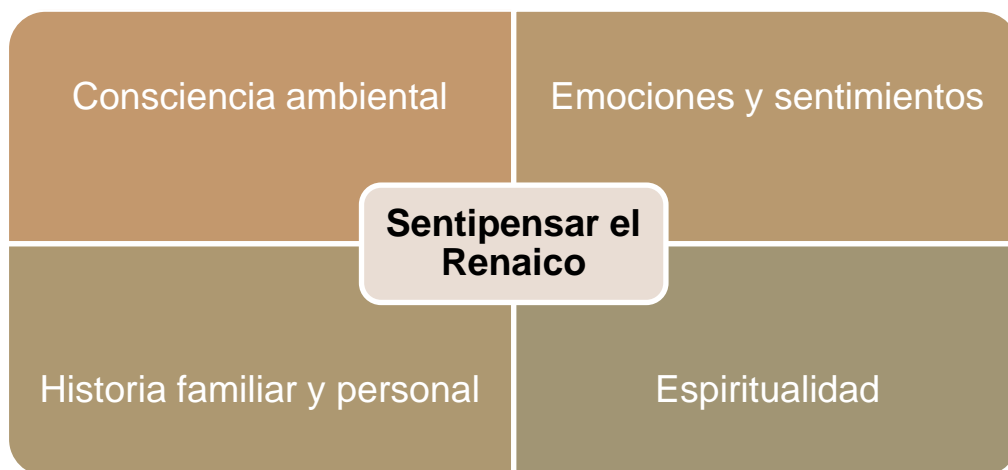 Consciencia ambiental
Emociones y sentimientos
Sentipensar el
Renaico
Historia familiar y personal
Espiritualidad